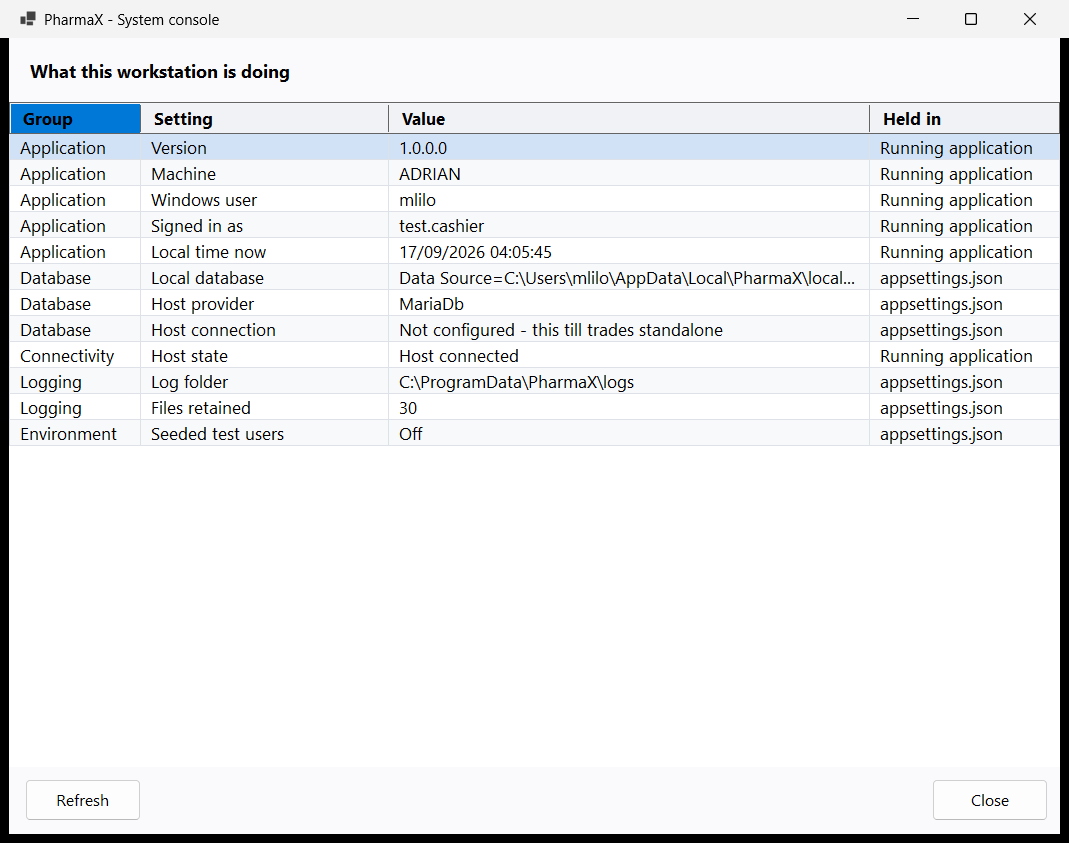 PharmaX - System console
What this workstation is doing
Group Setting Value Held in
Application Version 1.0.0.0 Running application
Application Machine ADRIAN Running application
Application Windows user mlilo Running application
Application Signed in as test.cashier Running application
Application Local time now 17/09/2026 04:05:45 Running application
Database Local database Data Source=C:\Users\mlilo\AppData\Local\PharmaX\local... appsettings.json
Database Host provider MariaDb appsettings.json
Database Host connection Not configured - this till trades standalone appsettings.json
Connectivity Host state Host connected Running application
Logging Log folder C:\ProgramData\PharmaX\logs appsettings.json
Logging Files retained 30 appsettings.json
Environment Seeded test users Off appsettings.json
Refresh Close